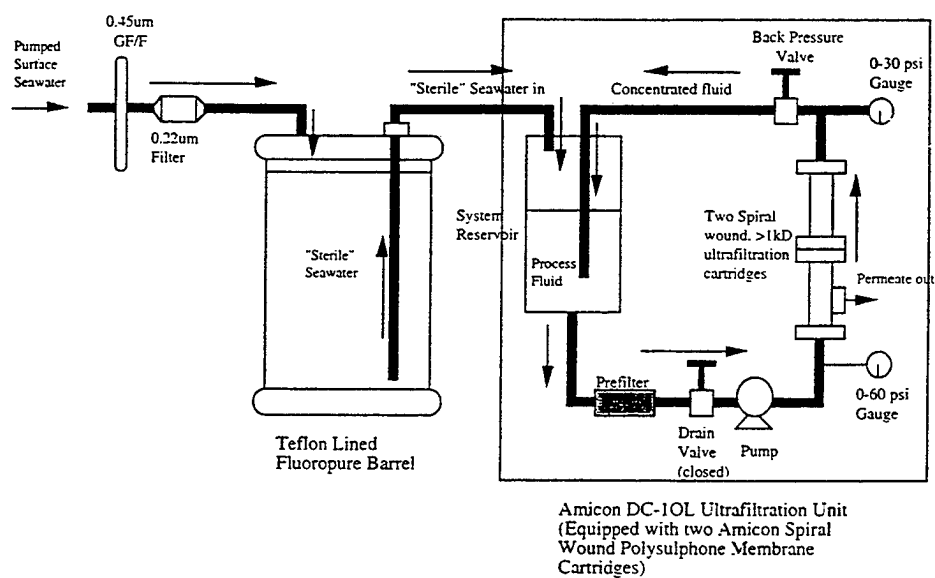 0.45um
GF/F
Pumped
Surface
Seawater
0.22um
Filter
"Sterile" Seawater in
Concentrated fluid
Back Pressure
Valve
0-30 psi
Gauge
"Sterile"
Seawater
System
Reservoir
Process
Fluid
Two Spiral
wound. >1kD
ultrafiltration
cartridges
Permeate out
Prefilter
Drain
Valve
(closed)
Pump
0-60 psi
Gauge
Teflon Lined
Fluoropure Barrel
Amicon DC-10L Ultrafiltration Unit
(Equipped with two Amicon Spiral
Wound Polysulphone Membrane
Cartridges)